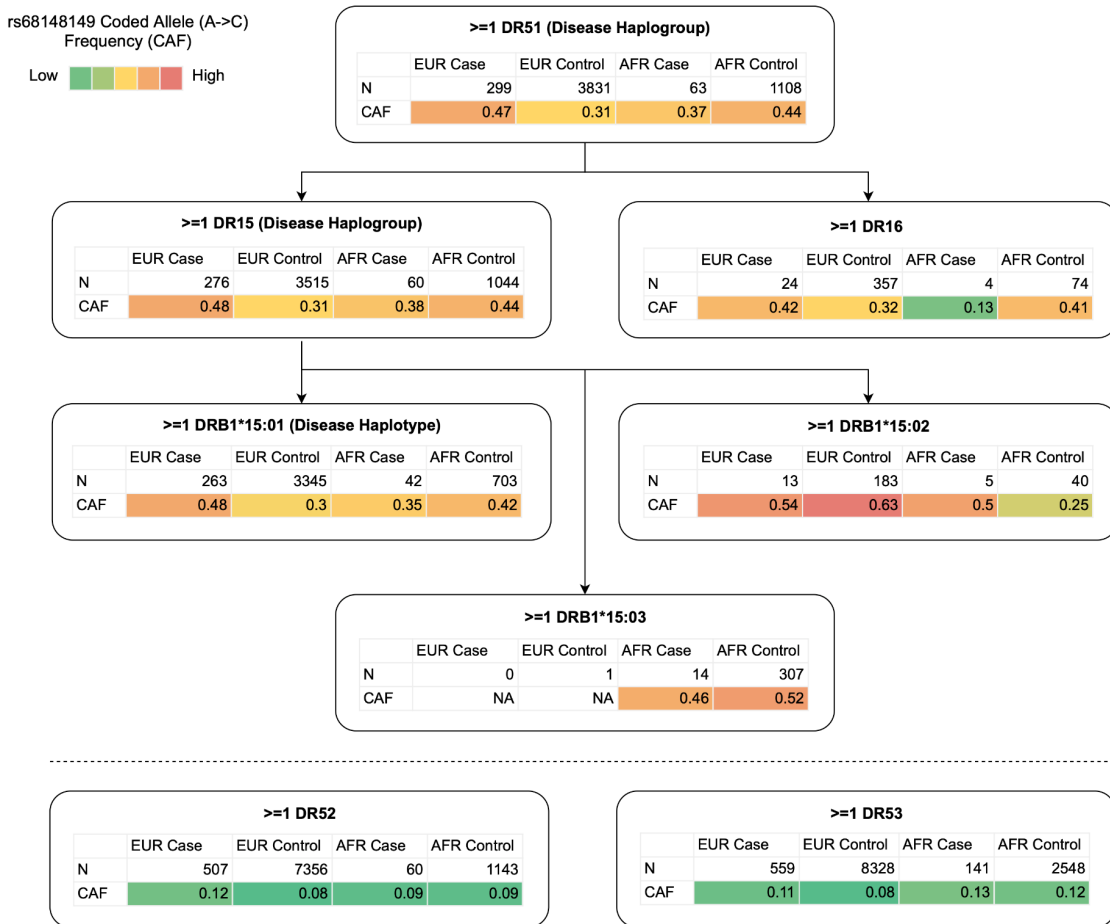 rs68148149 Coded Allele (A->C)
Frequency (CAF)
Low High
>=1 DR51 (Disease Haplogroup)
EUR Case EUR Control AFR Case AFR Control
N 299 3831 63 1108
CAF 0.47 0.31 0.37 0.44
>=1 DR15 (Disease Haplogroup)
EUR Case EUR Control AFR Case AFR Control
N 276 3515 60 1044
CAF 0.48 0.31 0.38 0.44
>=1 DR16
EUR Case EUR Control AFR Case AFR Control
N 24 357 4 74
CAF 0.42 0.32 0.13 0.41
>=1 DRB1*15:01 (Disease Haplotype)
EUR Case EUR Control AFR Case AFR Control
N 263 3345 42 703
CAF 0.48 0.3 0.35 0.42
>=1 DRB1*15:02
EUR Case EUR Control AFR Case AFR Control
N 13 183 5 40
CAF 0.54 0.63 0.5 0.25
>=1 DRB1*15:03
EUR Case EUR Control AFR Case AFR Control
N 0 1 14 307
CAF NA NA 0.46 0.52
>=1 DR52
EUR Case EUR Control AFR Case AFR Control
N 507 7356 60 1143
CAF 0.12 0.08 0.09 0.09
>=1 DR53
EUR Case EUR Control AFR Case AFR Control
N 559 8328 141 2548
CAF 0.11 0.08 0.13 0.12